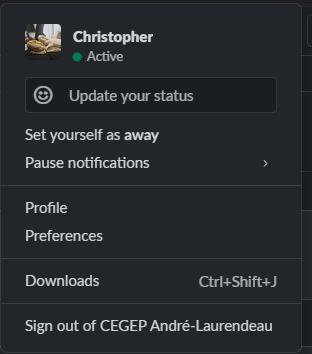 Christopher
Active
Update your status
Set yourself as away
Pause notifications
Profile
Preferences
Downloads Ctrl+Shift+J
Sign out of CEGEP André-Laurendeau